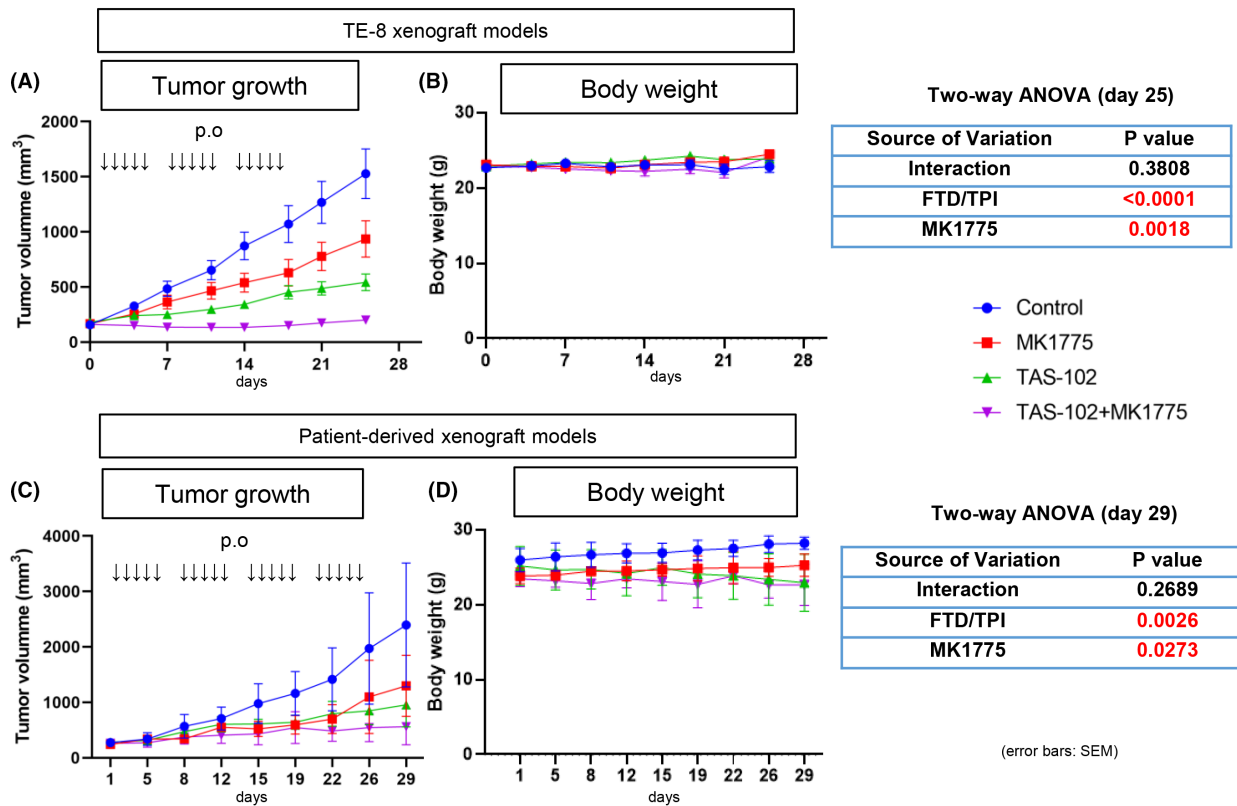 TE-8 xenograft models
(A)
Tumor growth
p.o
↓↓↓↓↓ ↓↓↓↓↓ ↓↓↓↓↓
Tumor volumme (mm³)
2000
1500
1000
500
0
0 7 14 21 28
days
(B)
Body weight
Body weight (g)
30
20
10
0
0 7 14 21 28
days
Two-way ANOVA (day 25)
Source of Variation P value
Interaction 0.3808
FTD/TPI <0.0001
MK1775 0.0018
Control
MK1775
TAS-102
TAS-102+MK1775
Patient-derived xenograft models
(C)
Tumor growth
p.o
↓↓↓↓↓ ↓↓↓↓↓ ↓↓↓↓↓ ↓↓↓↓↓
Tumor volumme (mm³)
4000
3000
2000
1000
0
1 5 8 12 15 19 22 26 29
days
(D)
Body weight
Body weight (g)
30
20
10
0
1 5 8 12 15 19 22 26 29
days
Two-way ANOVA (day 29)
Source of Variation P value
Interaction 0.2689
FTD/TPI 0.0026
MK1775 0.0273
(error bars: SEM)